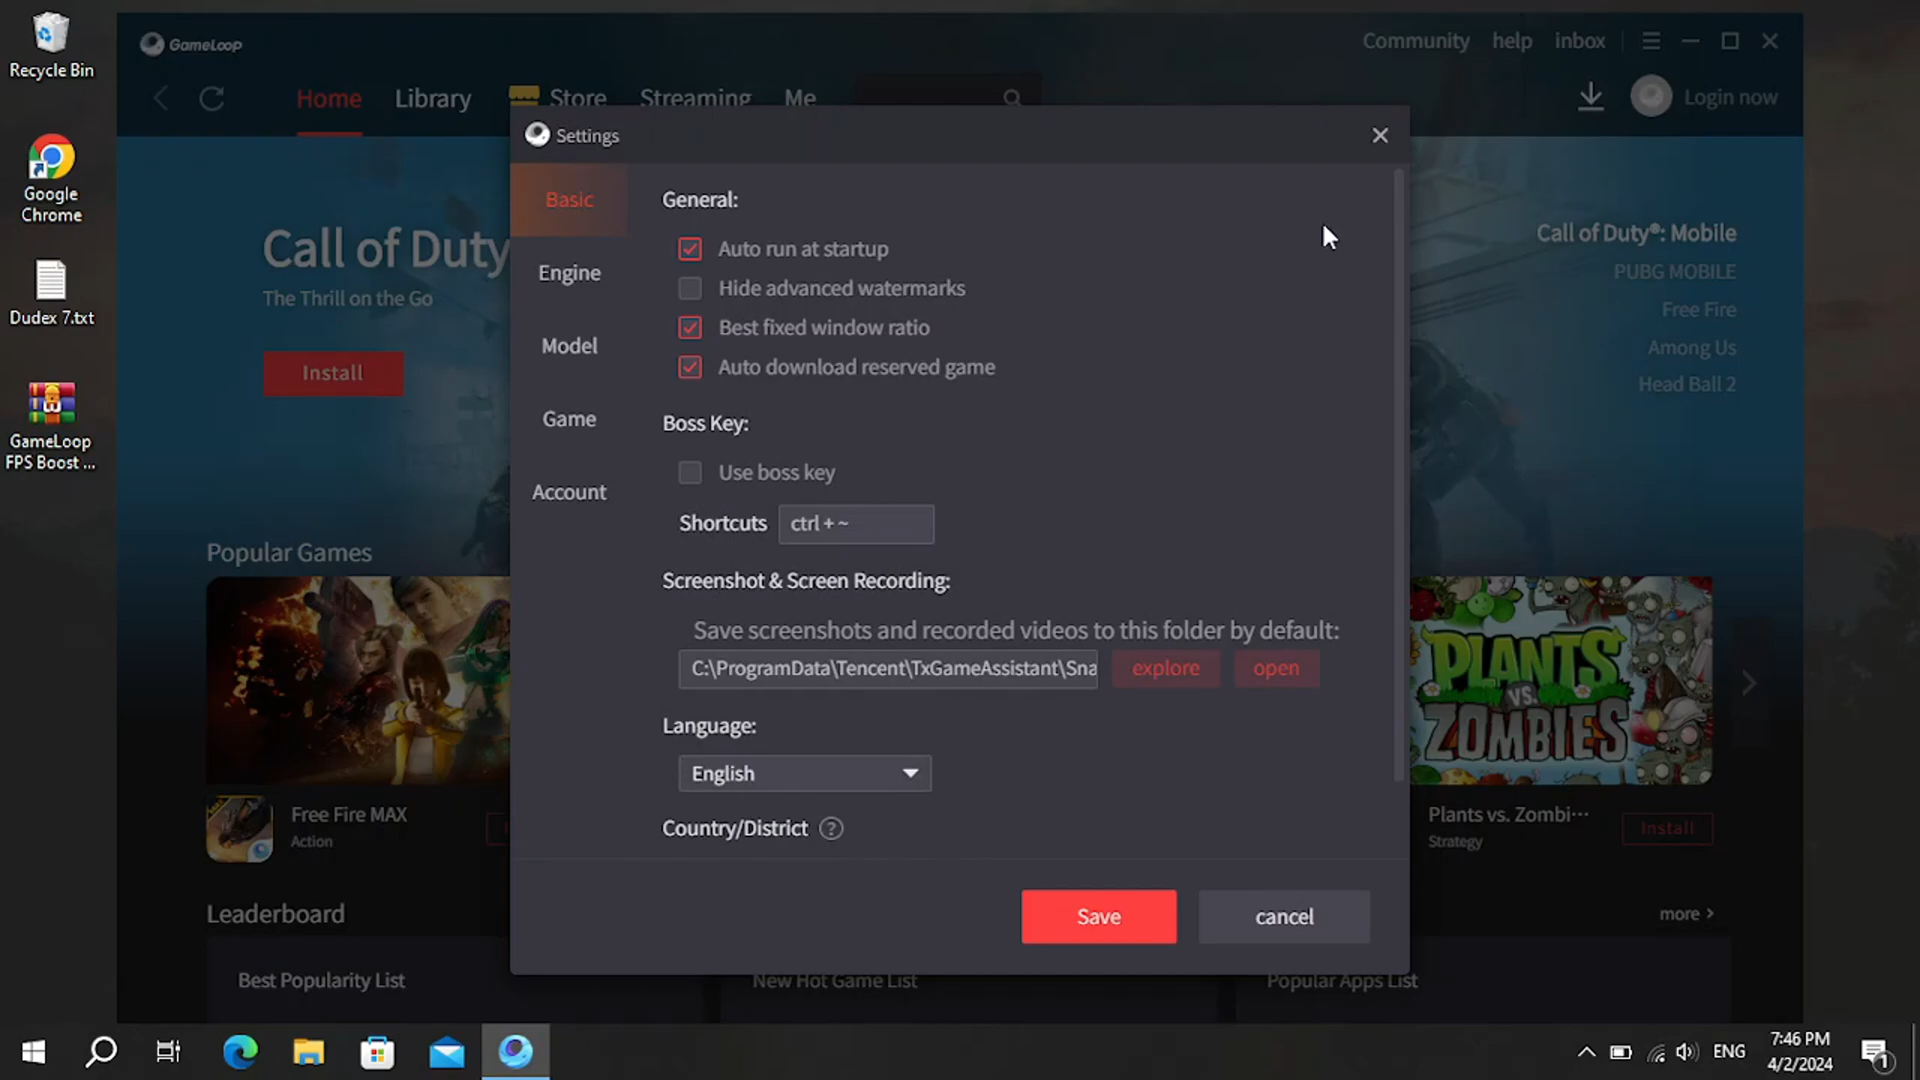 Recycle Bin
Google
Chrome
Dudex 7.txt
GameLoop
FPS Boost ...
GameLoop
Community
help
inbox
Home
Library
Store
Streaming
Me
Login now
Call of Duty
The Thrill on the Go
Install
Call of Duty®: Mobile
PUBG MOBILE
Free Fire
Among Us
Head Ball 2
Popular Games
Free Fire MAX
Action
PLANTS
VS.
ZOMBIES
Plants vs. Zombi···
Strategy
Install
Leaderboard
more >
Best Popularity List
New Hot Game List
Popular Apps List
Settings
Basic
Engine
Model
Game
Account
General:
Auto run at startup
Hide advanced watermarks
Best fixed window ratio
Auto download reserved game
Boss Key:
Use boss key
Shortcuts
ctrl + ~
Screenshot & Screen Recording:
Save screenshots and recorded videos to this folder by default:
C:\ProgramData\Tencent\TxGameAssistant\Sna
explore
open
Language:
English
Country/District ?
Save
cancel
ENG
7:46 PM
4/2/2024
1